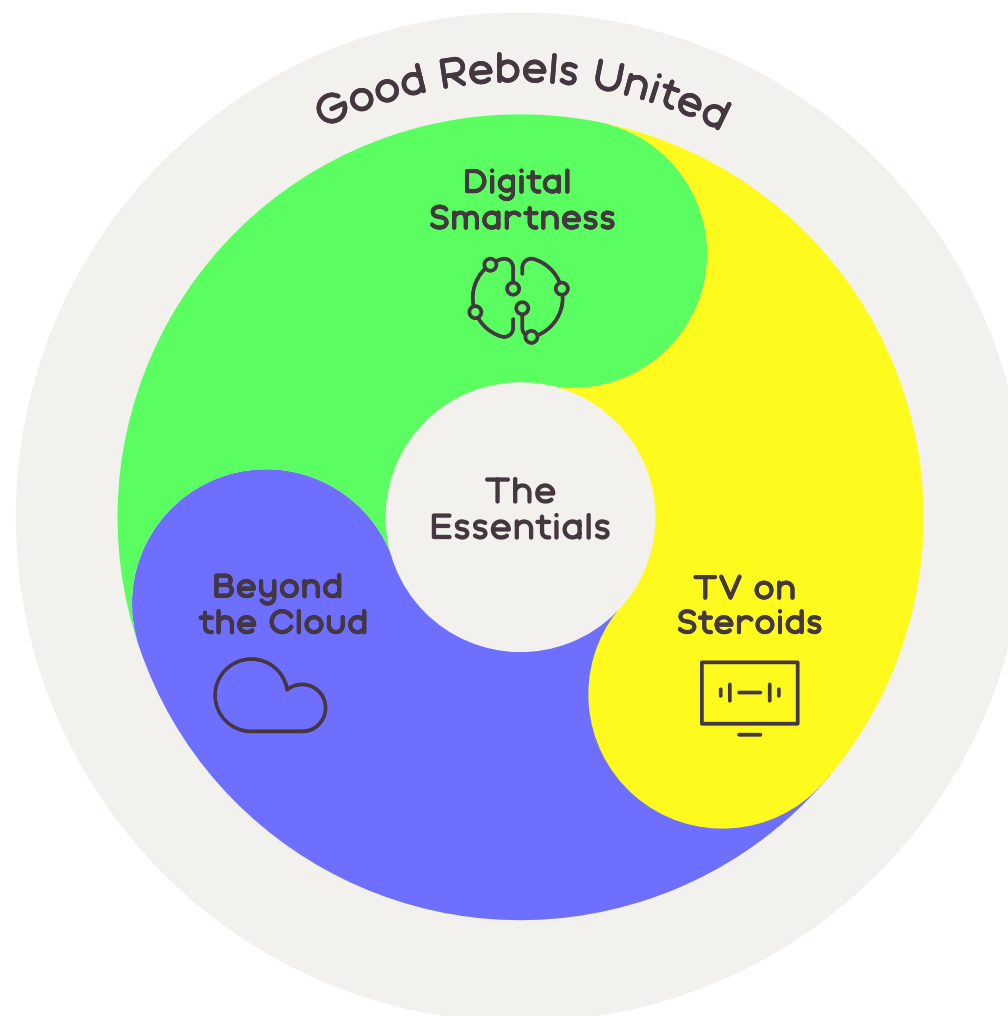 Good Rebels United
Digital
Smartness
The
Essentials
Beyond
the Cloud
TV on
Steroids